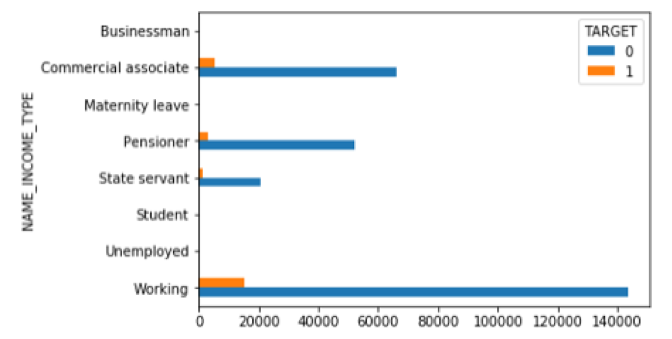 TARGET
0
1
NAME_INCOME_TYPE
Businessman
Commercial associate
Maternity leave
Pensioner
State servant
Student
Unemployed
Working
0 20000 40000 60000 80000 100000 120000 140000